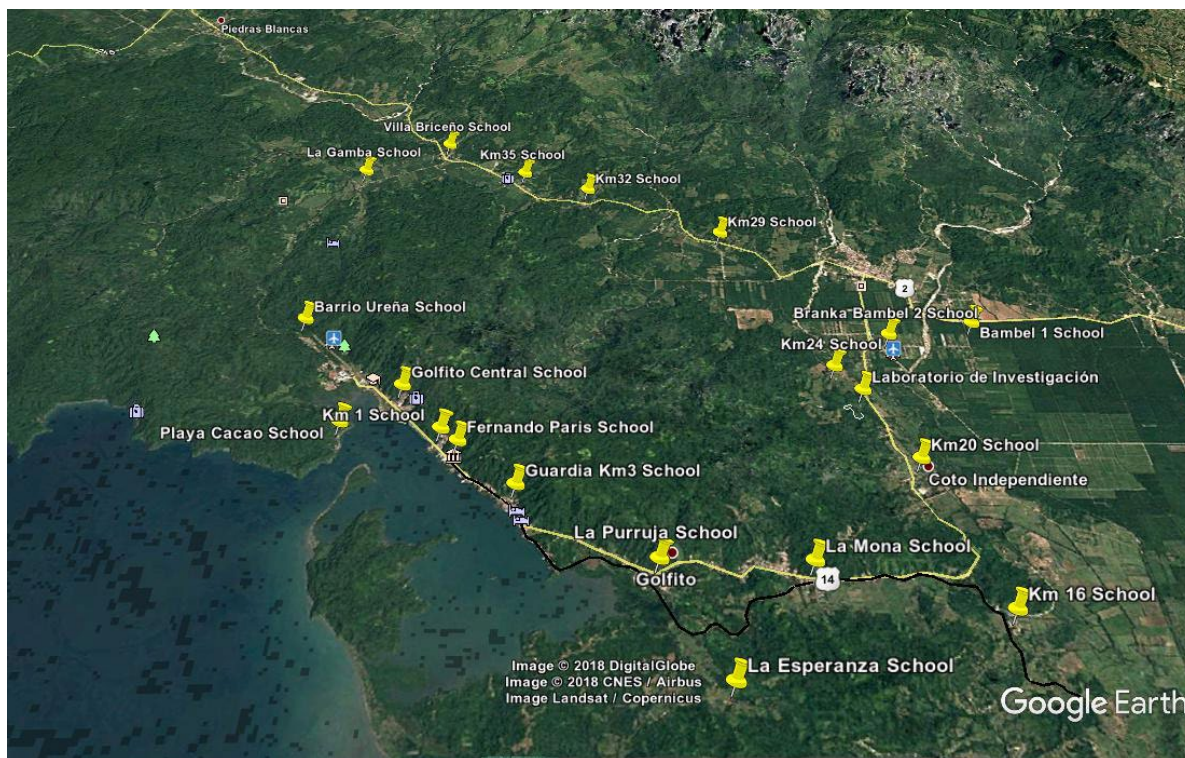 Piedras Blancas
Villa Briceño School
La Gamba School
Km35 School
Km32 School
Km29 School
2
Barrio Ureña School
Branka Bambel 2 School
Bambel 1 School
Km24 School
Golfito Central School
Laboratorio de Investigación
Km 1 School
Playa Cacao School
Fernando Paris School
Km20 School
Guardia Km3 School
Coto Independiente
La Purruja School
La Mona School
Golfito
14
Km 16 School
La Esperanza School
Image © 2018 DigitalGlobe
Image © 2018 CNES / Airbus
Image Landsat / Copernicus
Google Earth